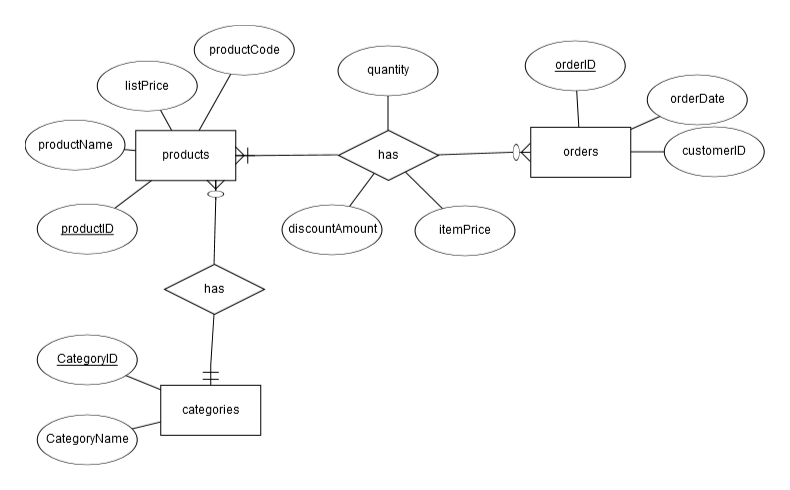 productCode
listPrice
productName
products
productID
quantity
has
discountAmount
itemPrice
orderID
orderDate
orders
customerID
has
CategoryID
categories
CategoryName